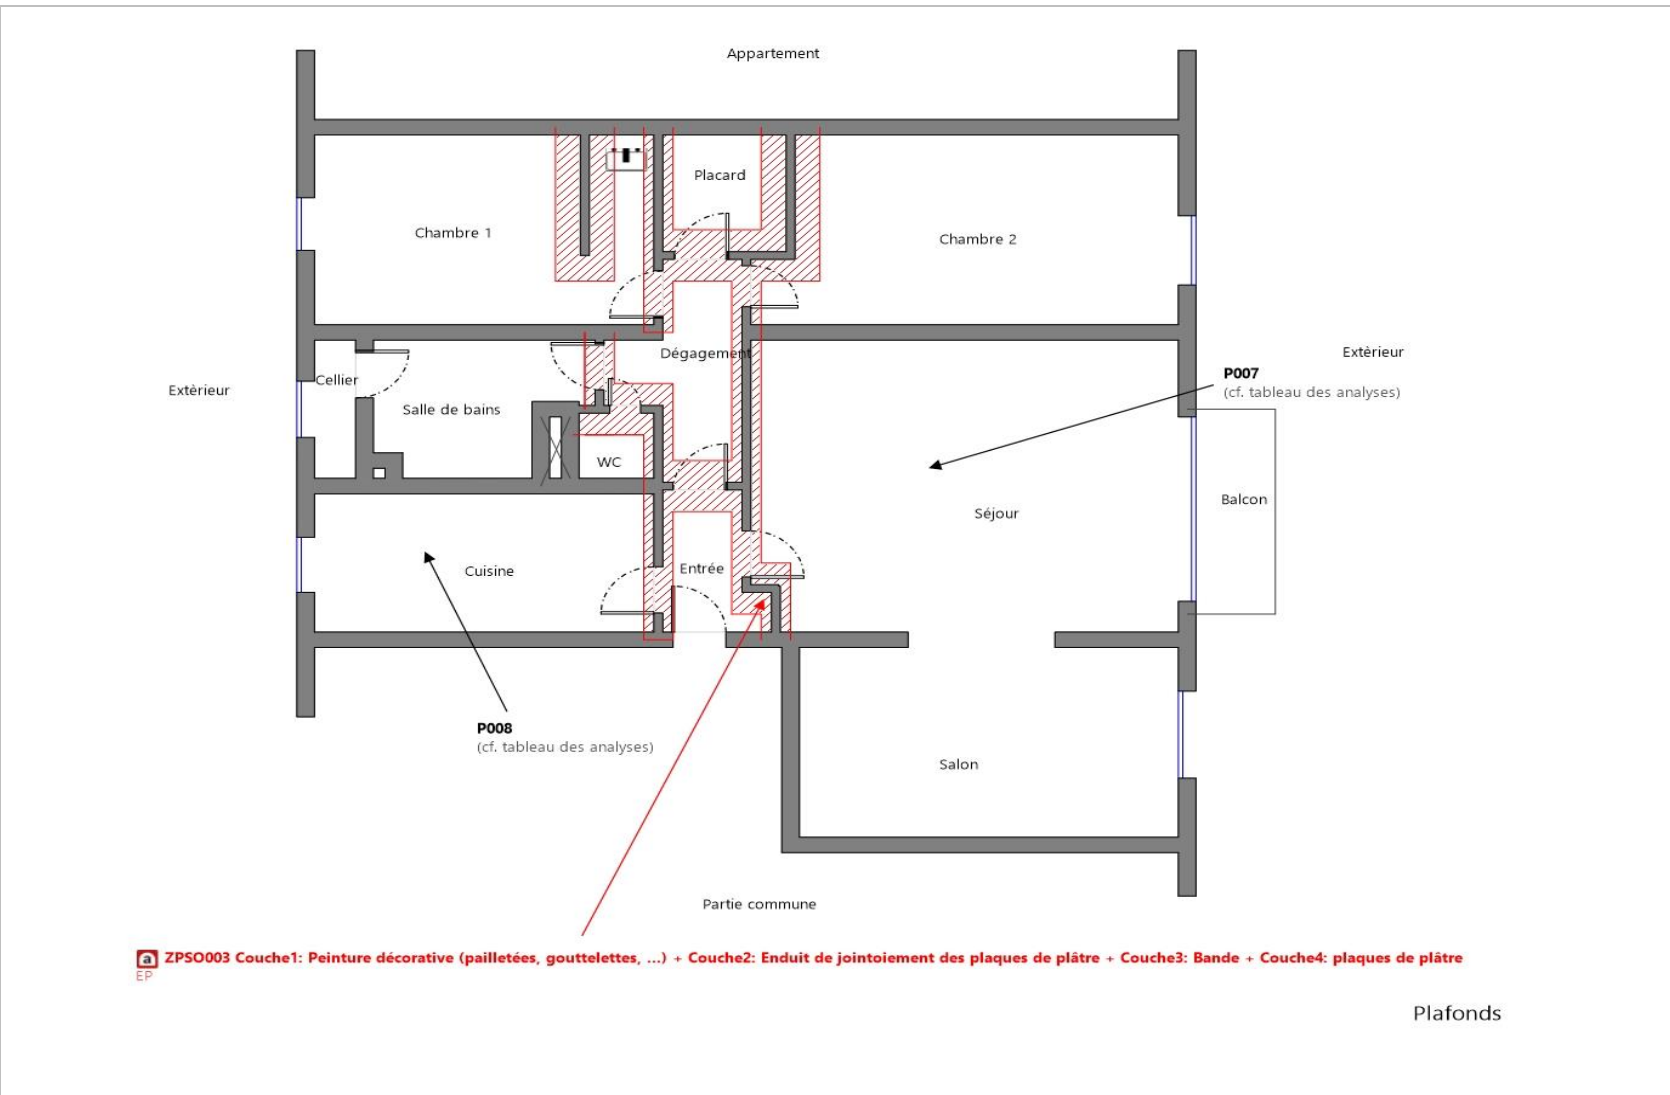 Appartement
Placard
Chambre 1
Chambre 2
Dégagement
Extèrieur
P007
(cf. tableau des analyses)
Cellier
Extèrieur
Salle de bains
WC
Balcon
Séjour
Entrée
Cuisine
P008
(cf. tableau des analyses)
Salon
Partie commune
a ZPSO003 Couche1: Peinture décorative (pailletées, gouttelettes, ...) + Couche2: Enduit de jointoiement des plaques de plâtre + Couche3: Bande + Couche4: plaques de plâtre
EP
Plafonds